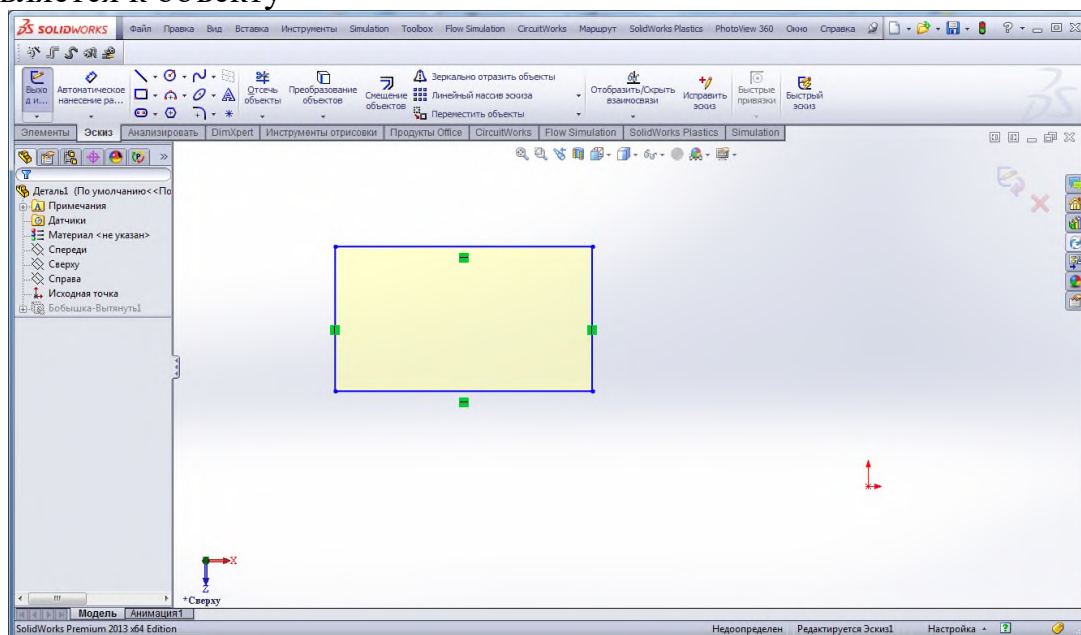 вляется к объекту
SOLIDWORKS Файл Правка Вид Вставка Инструменты Simulation Toolbox Flow Simulation CircuitWorks Маршрут SolidWorks Plastics PhotoView 360 Окно Справка
Выхо д и... Автоматическое нанесение ра... Отсечь объекты Преобразование объектов Смещение объектов Зеркально отразить объекты Отобразить/Скрыть взаимосвязи Исправить эскиз Быстрые привязки Быстрый эскиз
Линейный массив эскиза
Переместить объекты
Элементы Эскиз Анализировать DimXpert Инструменты отрисовки Продукты Office CircuitWorks Flow Simulation SolidWorks Plastics Simulation
Деталь1 (По умолчанию<<По
Примечания
Датчики
Материал <не указан>
Спереди
Сверху
Справа
Исходная точка
Бобышка-Вытянуть1
X
Z
*Сверху
Модель Анимация1
SolidWorks Premium 2013 x64 Edition Недоопределен Редактируется Эскиз1 Настройка